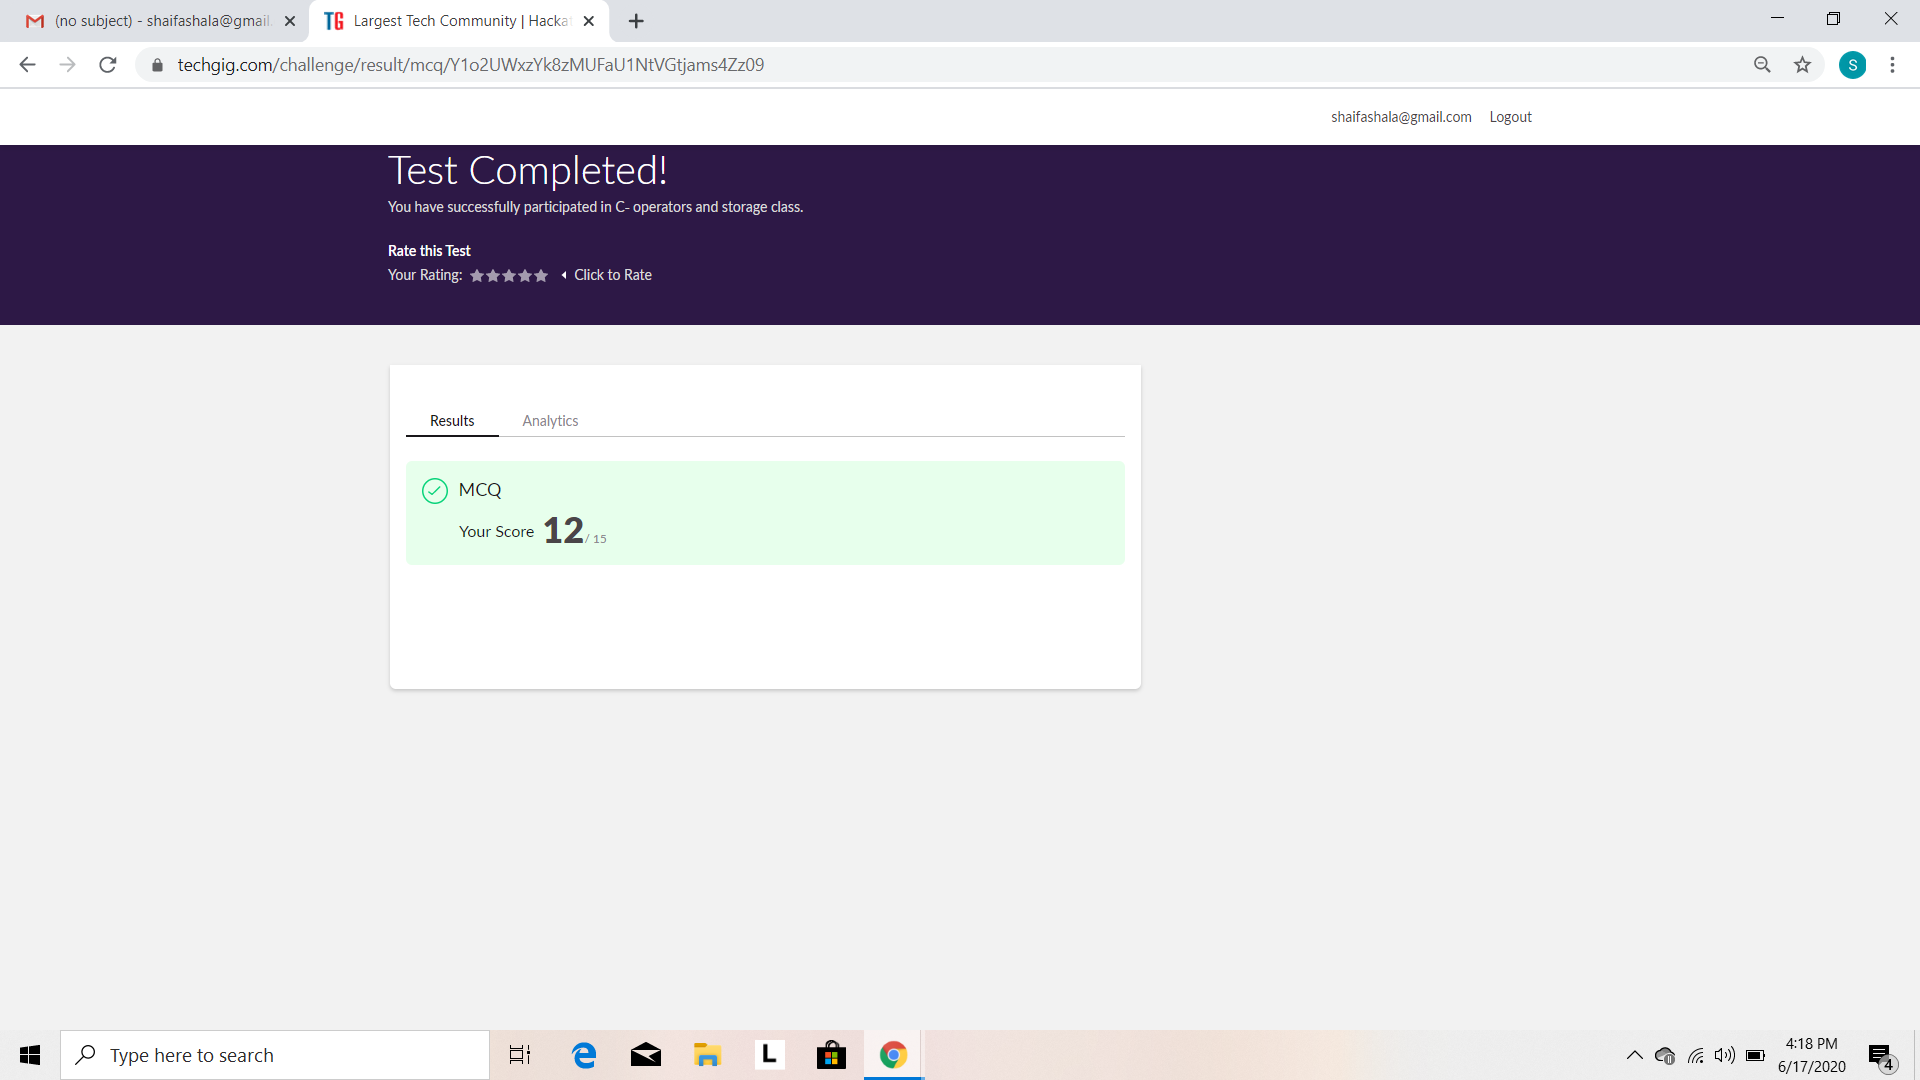 (no subject) - shaifashala@gmail.
TG Largest Tech Community | Hacka
techgig.com/challenge/result/mcq/Y1o2UWxzYk8zMUFaU1NtVGtjams4Zz09
S
shaifashala@gmail.com Logout
Test Completed!
You have successfully participated in C- operators and storage class.
Rate this Test
Your Rating: Click to Rate
Results Analytics
MCQ
Your Score 12 / 15
Type here to search
L
4:18 PM
6/17/2020
4